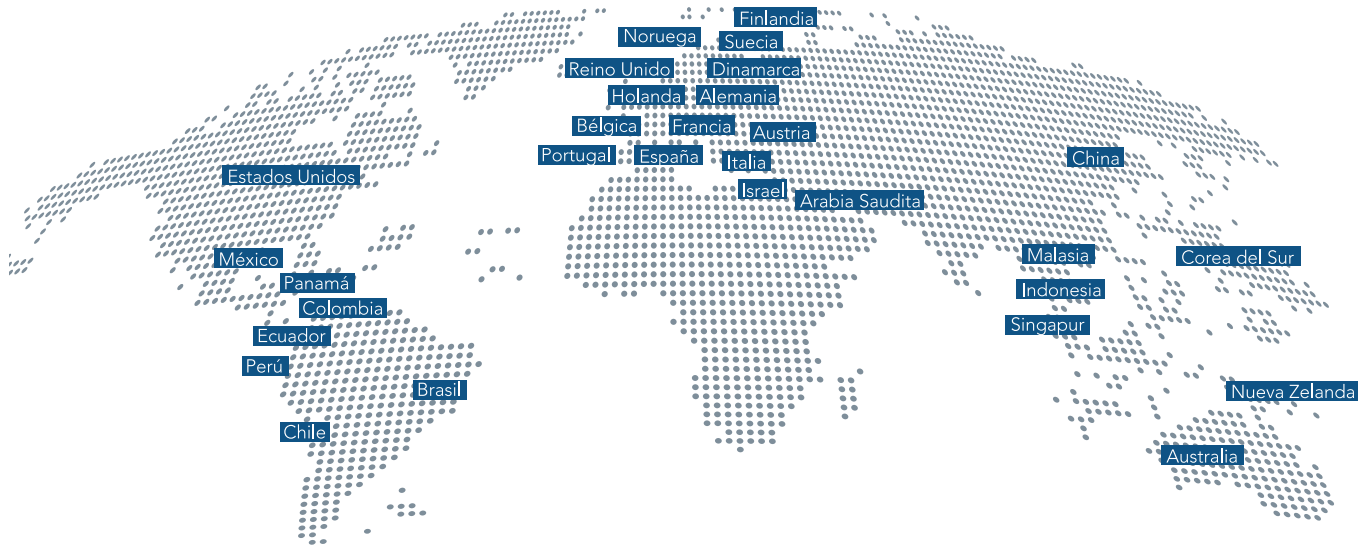 Finlandia
Noruega
Suecia
Reino Unido
Dinamarca
Holanda
Alemania
Bélgica
Francia
Austria
Portugal
España
Italia
China
Estados Unidos
Israel
Arabia Saudita
México
Malasia
Corea del Sur
Panamá
Indonesia
Colombia
Singapur
Ecuador
Perú
Brasil
Nueva Zelanda
Chile
Australia